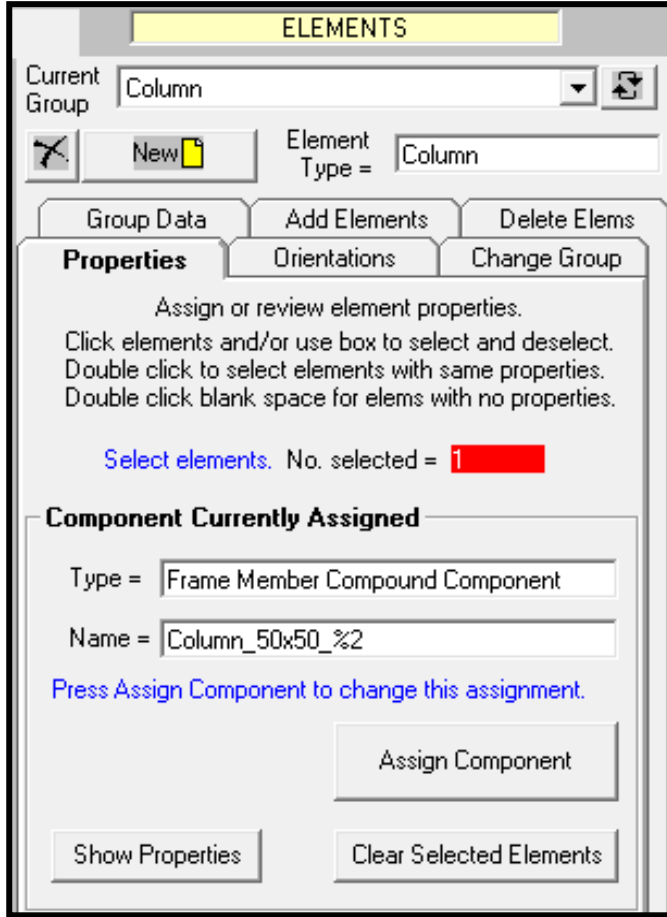 ELEMENTS
Current
Group
Column
New
Element
Type =
Column
Group Data
Add Elements
Delete Elems
Properties
Orientations
Change Group
Assign or review element properties.
Click elements and/or use box to select and deselect.
Double click to select elements with same properties.
Double click blank space for elems with no properties.
Select elements. No. selected = 1
Component Currently Assigned
Type = Frame Member Compound Component
Name = Column_50x50_%2
Press Assign Component to change this assignment.
Assign Component
Show Properties
Clear Selected Elements